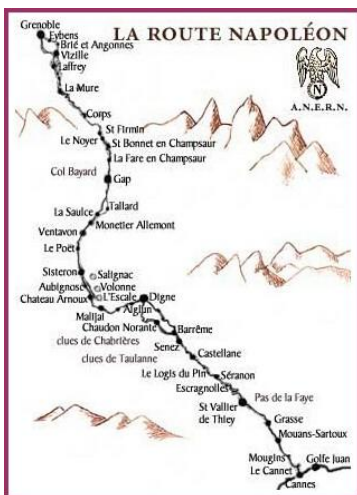 LA ROUTE NAPOLÉON
N
A.N.E.R.N.
Grenoble
Eybens
Brié et Angonnes
Vizille
Laffrey
La Mure
Corps
St Firmin
Le Noyer
St Bonnet en Champsaur
La Fare en Champsaur
Col Bayard
Gap
Tallard
La Saulce
Monetier Allemont
Ventavon
Le Poët
Sisteron
Salignac
Aubignosc
Volonne
Chateau Arnoux
L'Escale
Digne
Malijai
Aiglun
Chaudon Norante
Barrême
clues de Chabrières
Senez
clues de Taulanne
Castellane
Le Logis du Pin
Séranon
Escragnolles
Pas de la Faye
St Vallier
de Thiey
Grasse
Mouans-Sartoux
Mougins
Golfe Juan
Le Cannet
Cannes